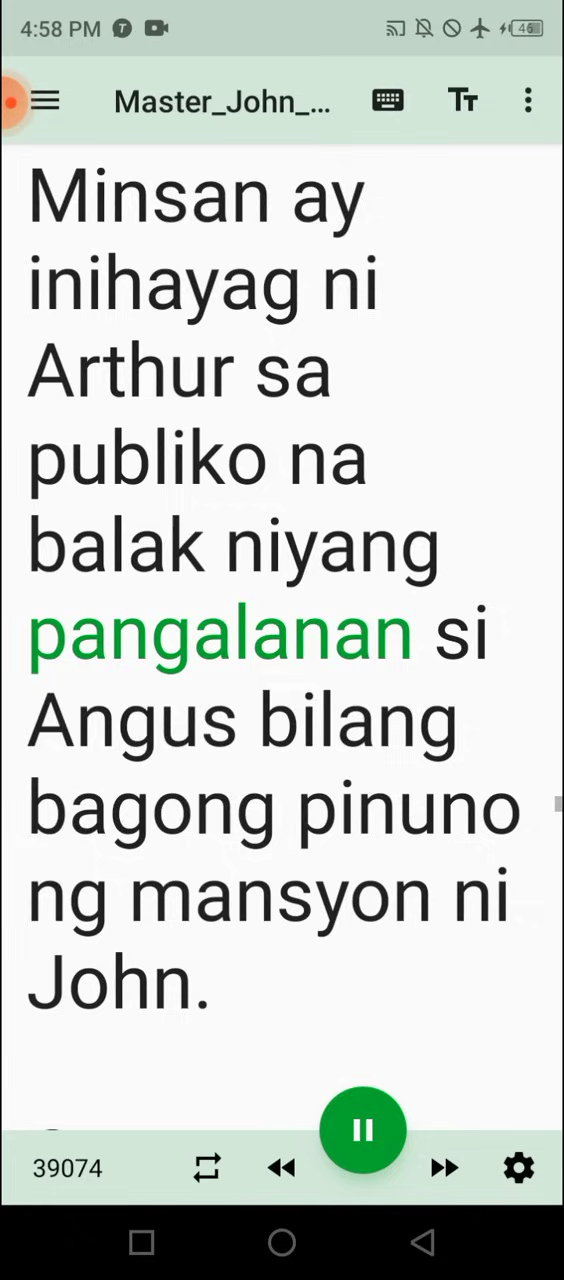 4:58 PM
46
Master_John_...
Minsan ay
inihayag ni
Arthur sa
publiko na
balak niyang
pangalanan si
Angus bilang
bagong pinuno
ng mansyon ni
John.
39074